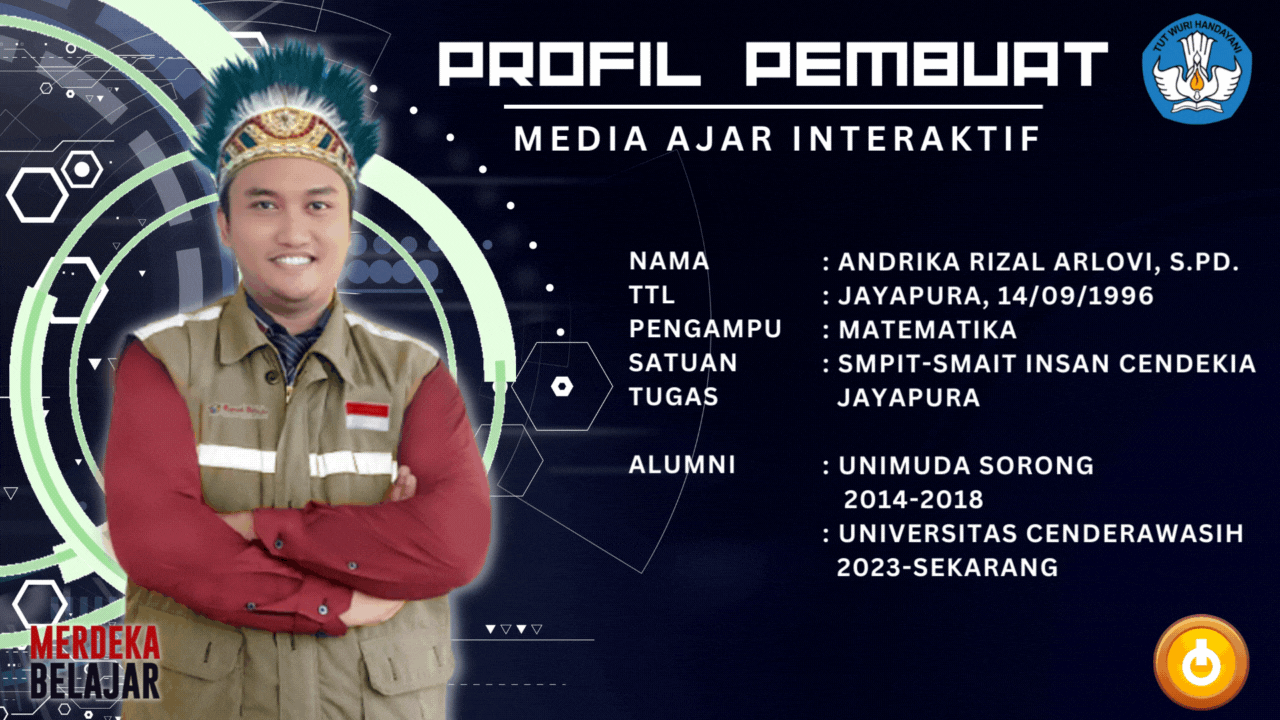 PROFIL PEMBUAT
MEDIA AJAR INTERAKTIF
TUT WURI HANDAYANI
NAMA : ANDRIKA RIZAL ARLOVI, S.PD.
TTL : JAYAPURA, 14/09/1996
PENGAMPU : MATEMATIKA
SATUAN : SMPIT-SMAIT INSAN CENDEKIA
TUGAS JAYAPURA
ALUMNI : UNIMUDA SORONG
2014-2018
: UNIVERSITAS CENDERAWASIH
2023-SEKARANG
MERDEKA
BELAJAR